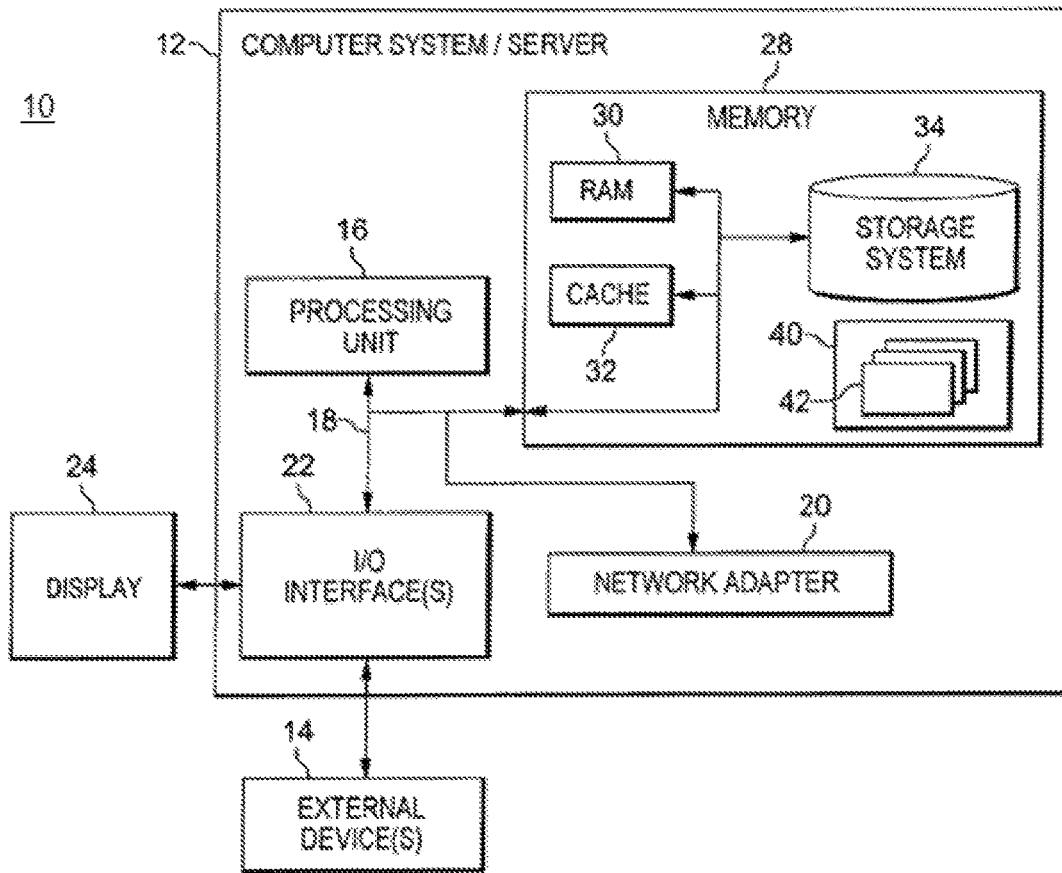 12
COMPUTER SYSTEM / SERVER
28
10
MEMORY
30
34
RAM
STORAGE
SYSTEM
16
CACHE
PROCESSING
UNIT
32
40
42
18
24
22
20
DISPLAY
I/O
INTERFACE(S)
NETWORK ADAPTER
14
EXTERNAL
DEVICE(S)